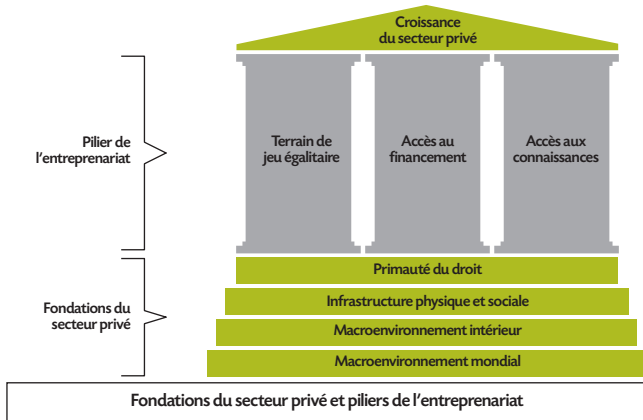 Croissance
du secteur privé
Pilier de
l'entreprenariat
Terrain de
jeu égalitaire
Accès au
financement
Accès aux
connaissances
Fondations du
secteur privé
Primauté du droit
Infrastructure physique et sociale
Macroenvironnement intérieur
Macroenvironnement mondial
Fondations du secteur privé et piliers de l'entreprenariat